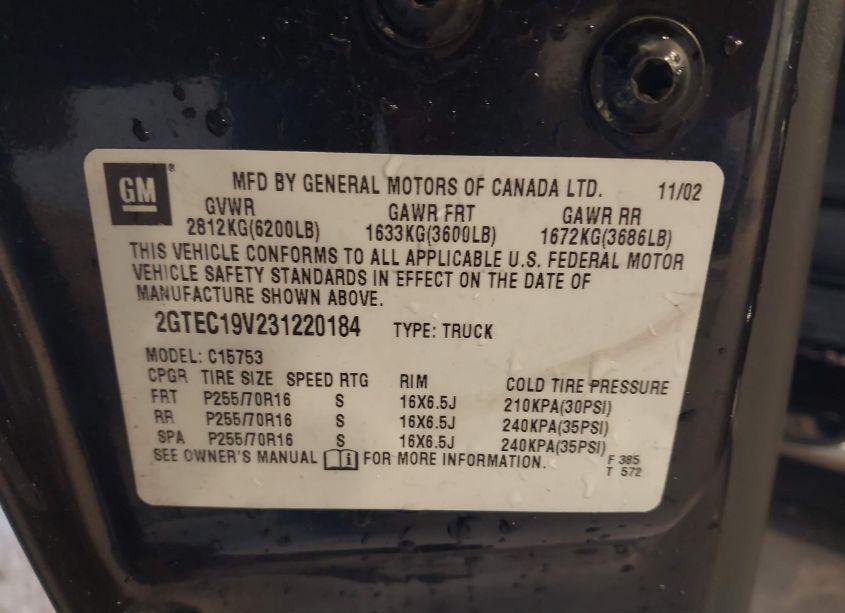 GM ® MFD BY GENERAL MOTORS OF CANADA LTD. 11/02
GVWR GAWR FRT GAWR RR
2812KG(6200LB) 1633KG(3600LB) 1672KG(3686LB)
THIS VEHICLE CONFORMS TO ALL APPLICABLE U.S. FEDERAL MOTOR
VEHICLE SAFETY STANDARDS IN EFFECT ON THE DATE OF
MANUFACTURE SHOWN ABOVE.
2GTEC19V231220184 TYPE: TRUCK
MODEL: C15753
CPGR TIRE SIZE SPEED RTG RIM COLD TIRE PRESSURE
FRT P255/70R16 S 16X6.5J 210KPA(30PSI)
RR P255/70R16 S 16X6.5J 240KPA(35PSI)
SPA P255/70R16 S 16X6.5J 240KPA(35PSI)
SEE OWNER'S MANUAL i FOR MORE INFORMATION.
F 385
T 572